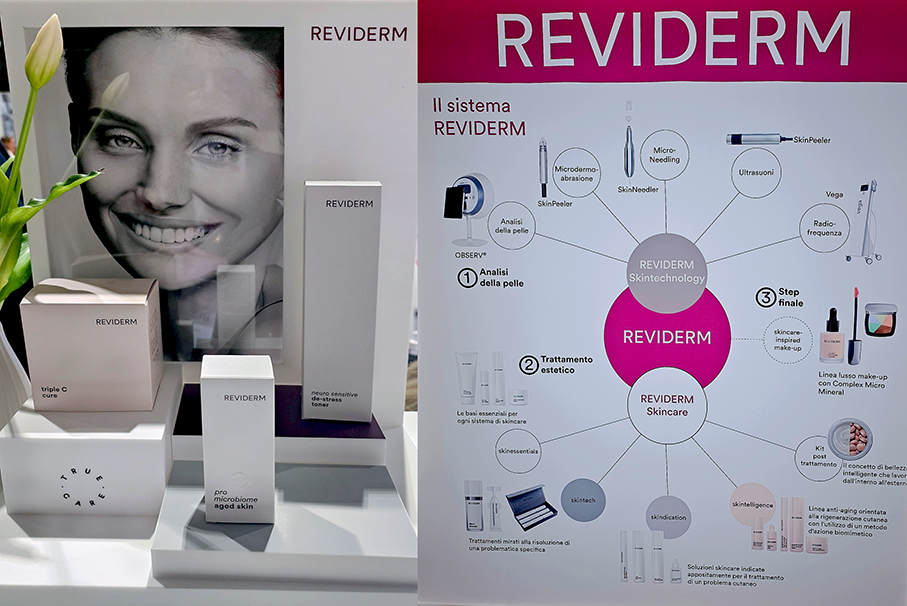 REVIDERM
REVIDERM
REVIDERM
triple C
cure
neuro sensitive
de-stress
toner
REVIDERM
pro
microbiome
aged skin
TRUE
CARE
REVIDERM
Il sistema
REVIDERM
Micro-
Needling
SkinPeeler
Microdermo-
abrasione
Ultrasuoni
SkinNeedler
SkinPeeler
Vega
vega
Analisi
della pelle
Radio-
frequenza
OBSERV®
REVIDERM
Skintechnology
1 Analisi
della pelle
3 Step
finale
REVIDERM
skincare-
inspired
make-up
2 Trattamento
estetico
Linea lusso make-up
con Complex Micro
Mineral
REVIDERM
Skincare
Le basi essenziali per
ogni sistema di skincare
skinessentials
Kit
post
trattamento
il concetto di bellezza
intelligente che lavora
dall'interno all'esterno
skintech
skintelligence
skindication
Linea anti-aging orientata
alla rigenerazione cutanea
con l'utilizzo di un metodo
d'azione biomimetico
Trattamenti mirati alla risoluzione di
una problematica specifica
Soluzioni skincare indicate
appositamente per il trattamento
di un problema cutaneo